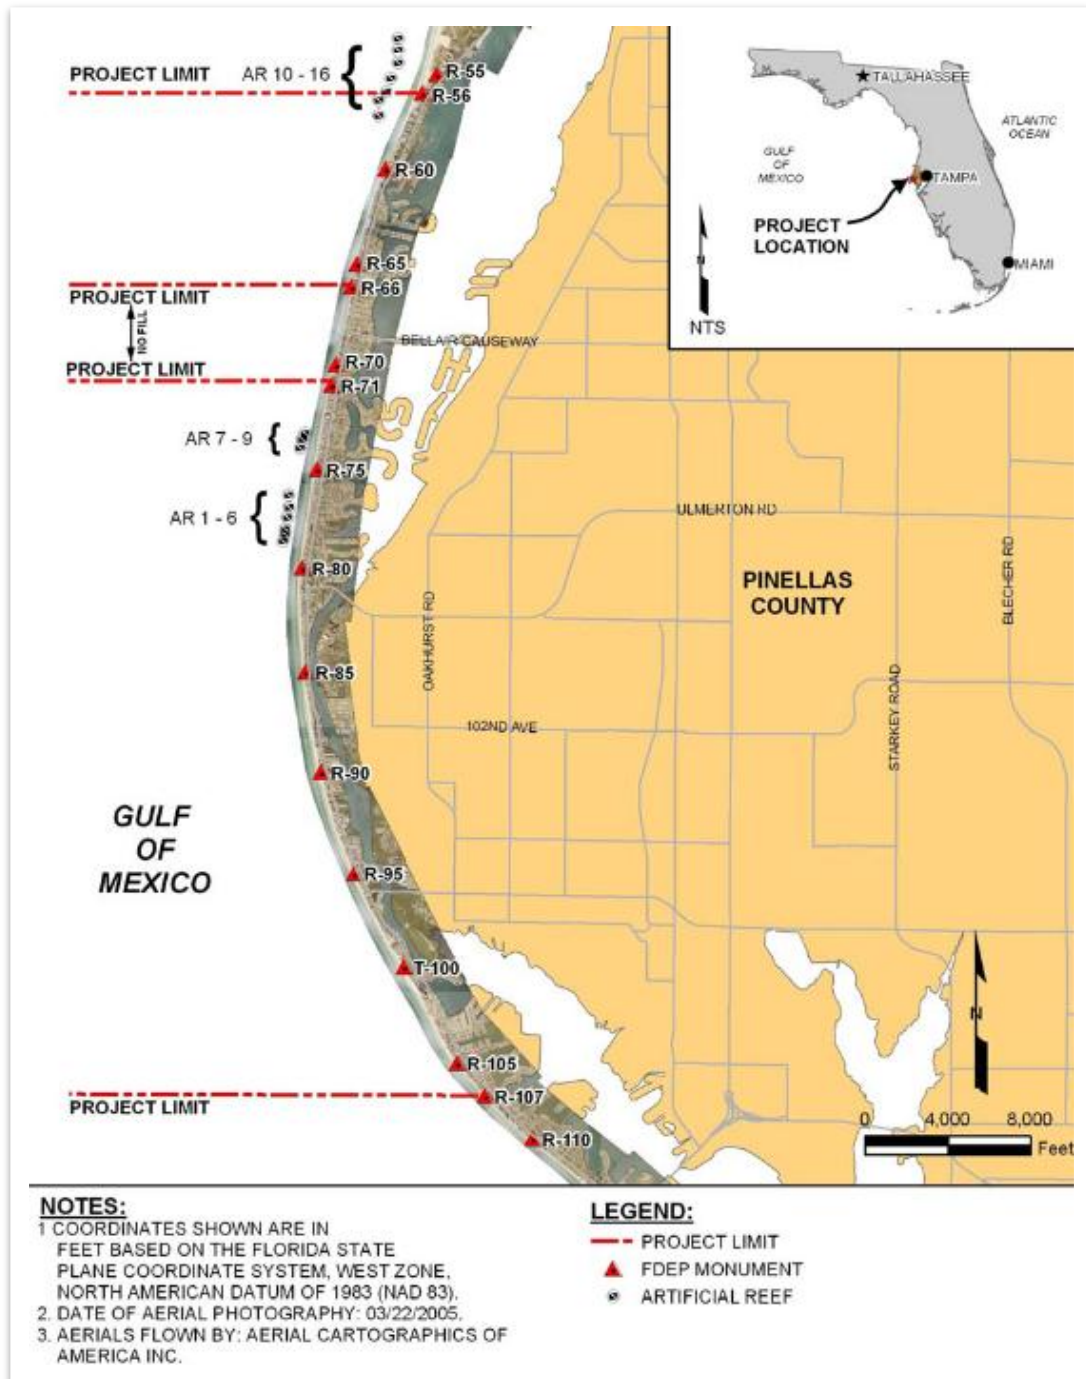 PROJECT LIMIT
AR 10 - 16
R-55
R-56
R-60
R-65
R-66
PROJECT LIMIT
NO FILL
BELLAIR CAUSEWAY
PROJECT LIMIT
R-70
R-71
AR 7 - 9
R-75
AR 1 - 6
R-80
R-85
R-90
R-95
T-100
R-105
R-107
PROJECT LIMIT
R-110
TALLAHASSEE
ATLANTIC
OCEAN
GULF
OF
MEXICO
TAMPA
PROJECT
LOCATION
MIAMI
N
NTS
ULMERTON RD
PINELLAS
COUNTY
BLECHER RD
OAKHURST RD
STARKEY ROAD
102ND AVE
GULF
OF
MEXICO
N
0 4,000 8,000
Feet
NOTES:
1 COORDINATES SHOWN ARE IN
FEET BASED ON THE FLORIDA STATE
PLANE COORDINATE SYSTEM, WEST ZONE,
NORTH AMERICAN DATUM OF 1983 (NAD 83).
2. DATE OF AERIAL PHOTOGRAPHY: 03/22/2005.
3. AERIALS FLOWN BY: AERIAL CARTOGRAPHICS OF
AMERICA INC.
LEGEND:
PROJECT LIMIT
FDEP MONUMENT
ARTIFICIAL REEF